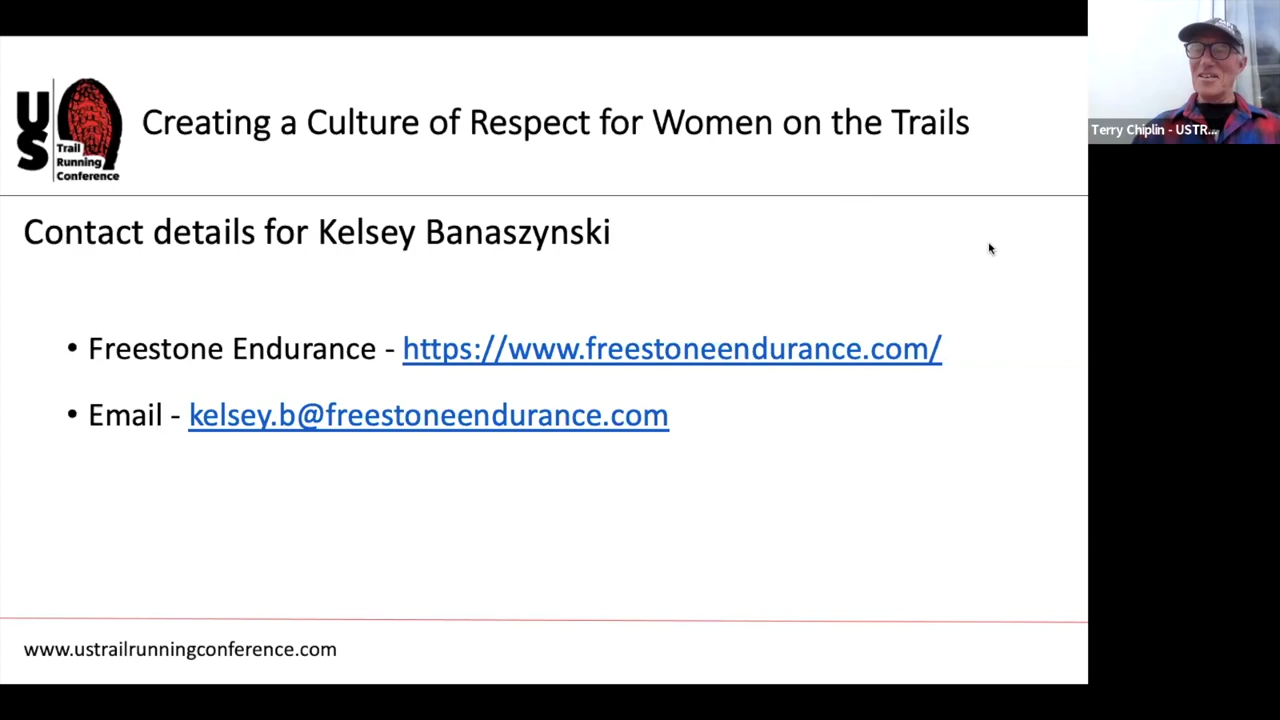 US
Trail
Running
Conference
Creating a Culture of Respect for Women on the Trails
Terry Chiplin - USTR...
Contact details for Kelsey Banaszynski
• Freestone Endurance - https://www.freestoneendurance.com/
• Email - kelsey.b@freestoneendurance.com
www.ustrailrunningconference.com